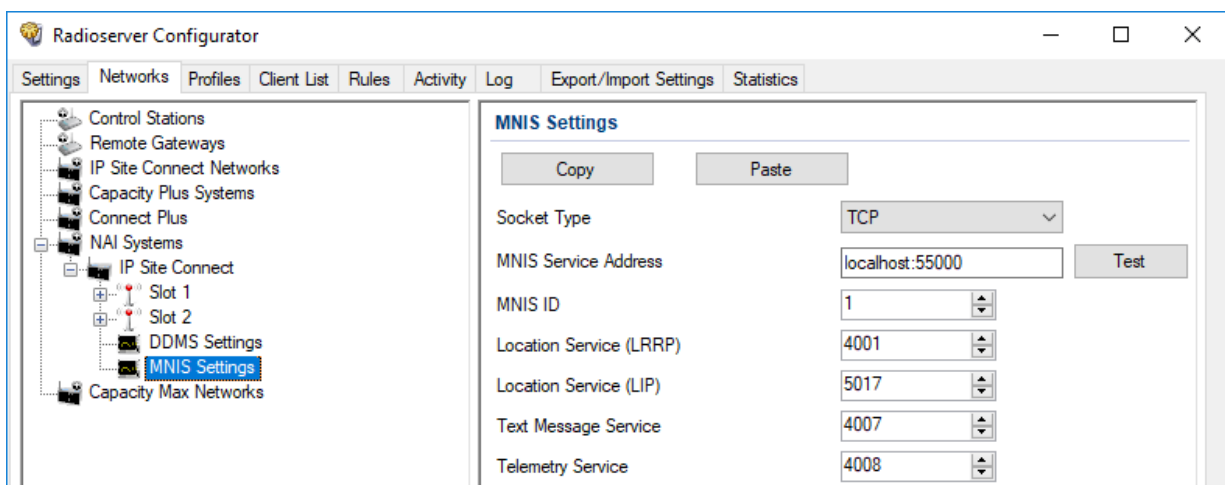 Radioserver Configurator
Settings Networks Profiles Client List Rules Activity Log Export/Import Settings Statistics
Control Stations
Remote Gateways
IP Site Connect Networks
Capacity Plus Systems
Connect Plus
NAI Systems
IP Site Connect
Slot 1
Slot 2
DDMS Settings
MNIS Settings
Capacity Max Networks
MNIS Settings
Copy Paste
Socket Type TCP
MNIS Service Address localhost:55000 Test
MNIS ID 1
Location Service (LRRP) 4001
Location Service (LIP) 5017
Text Message Service 4007
Telemetry Service 4008